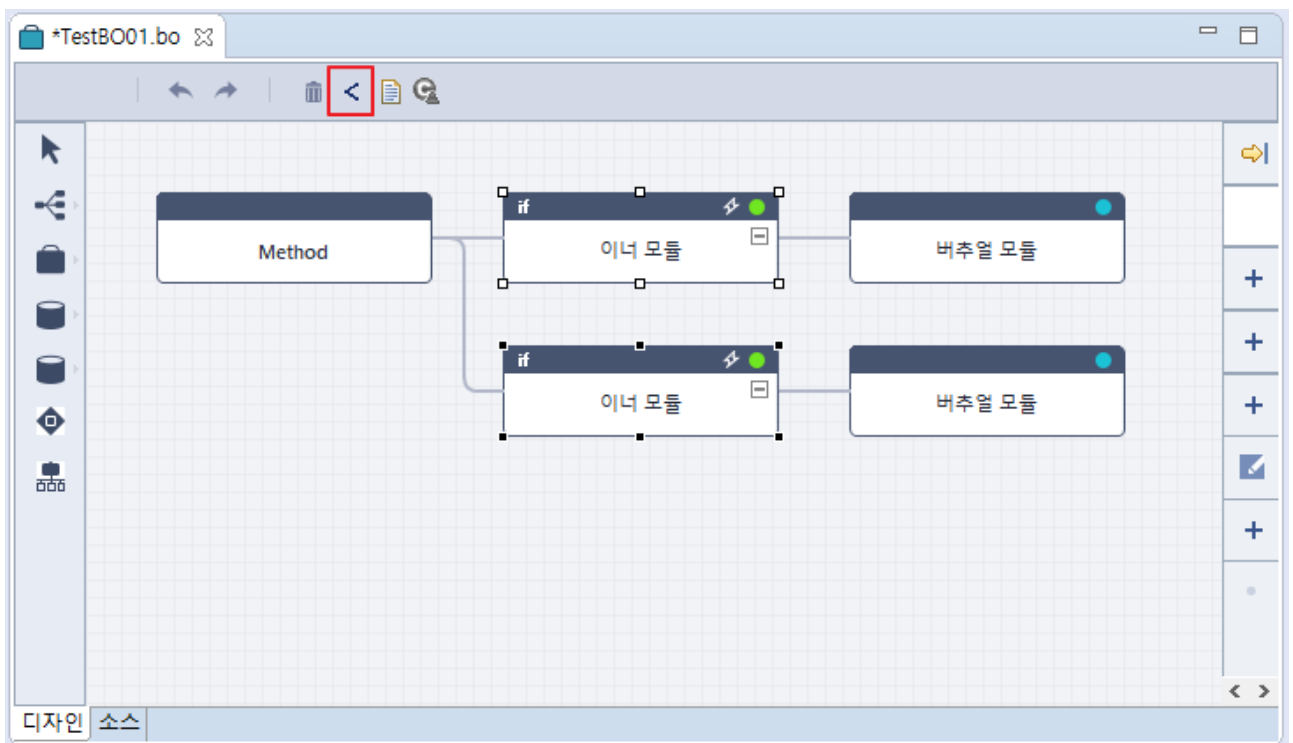 *TestBO01.bo
if
이너 모듈
버추얼 모듈
Method
if
이너 모듈
버추얼 모듈
디자인 소스